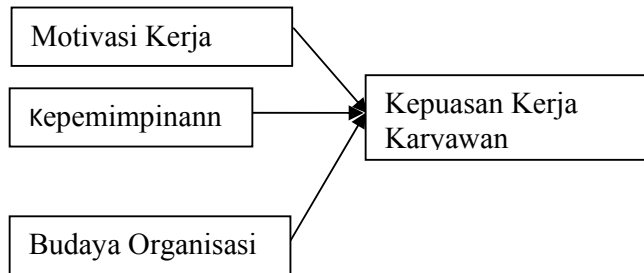 Motivasi Kerja
Kepemimpinann
Kepuasan Kerja
Karyawan
Budaya Organisasi